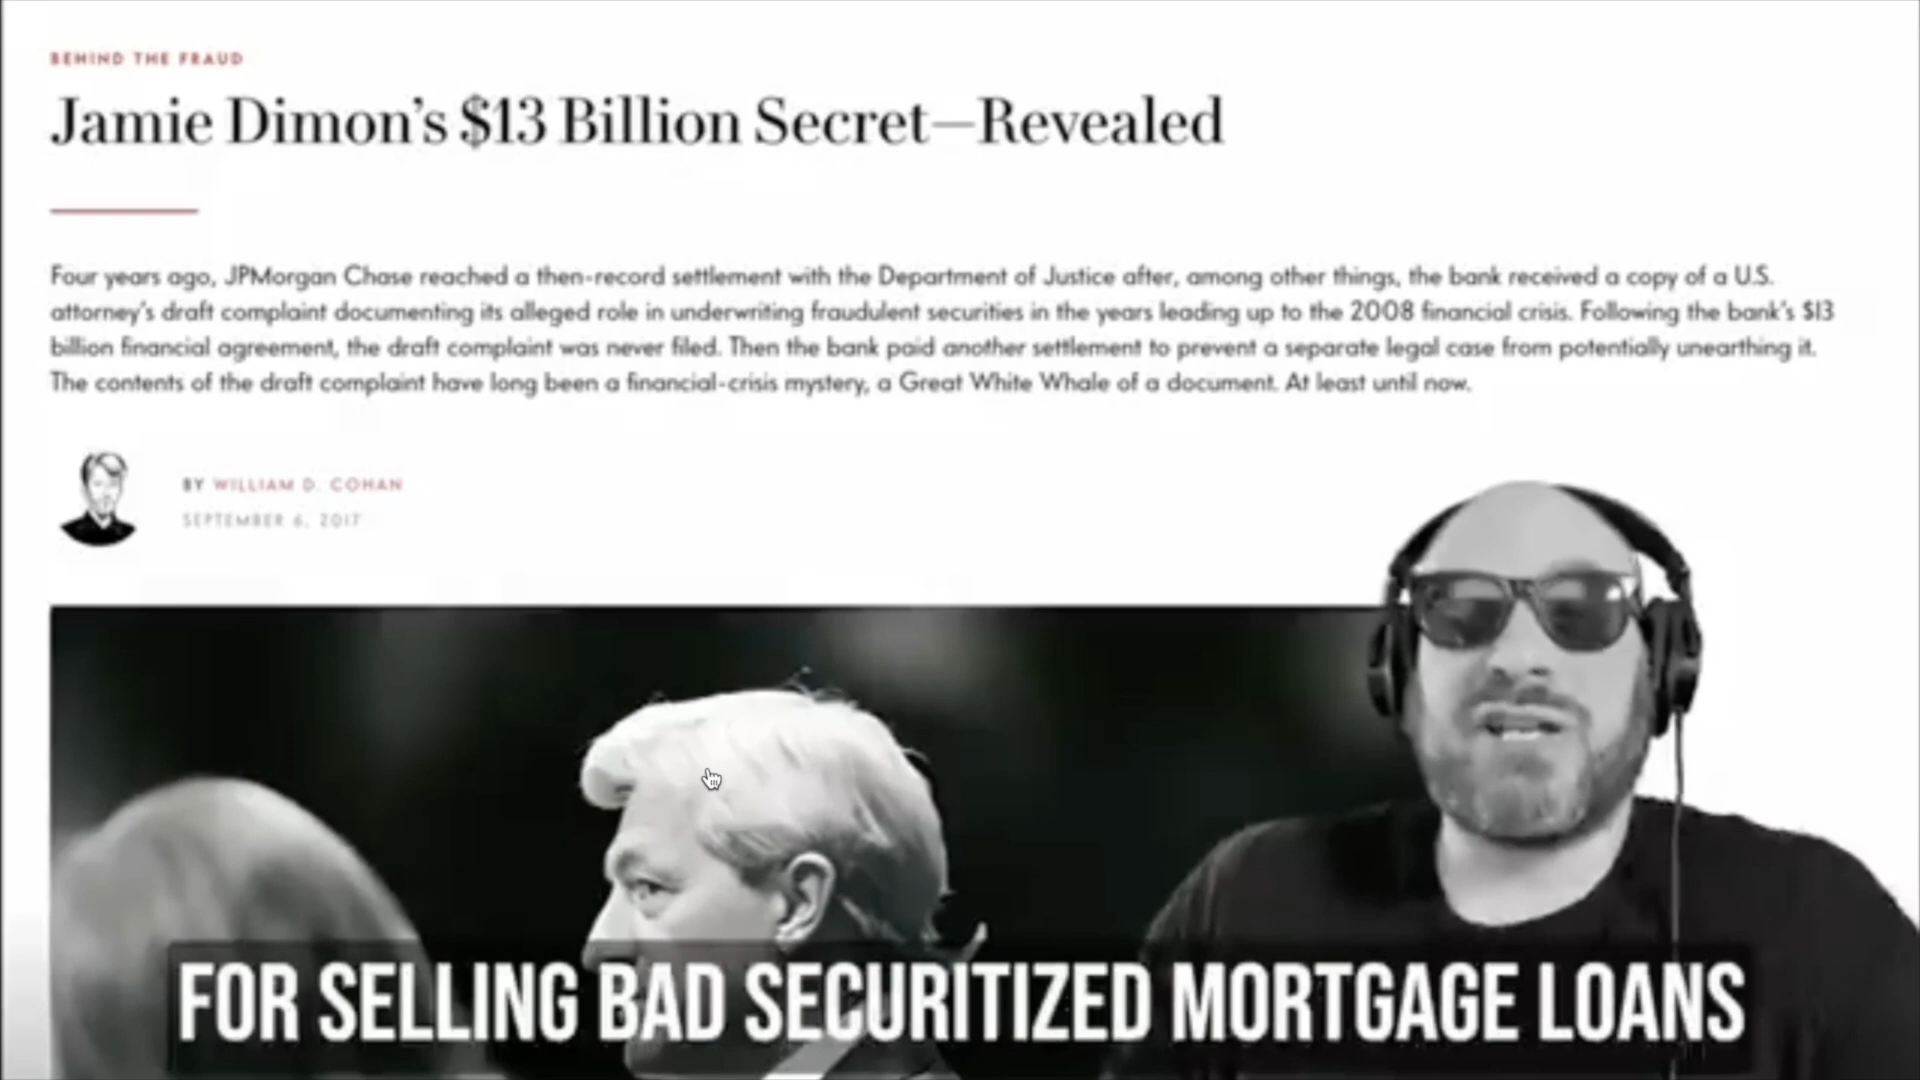 BEHIND THE FRAUD
Jamie Dimon's $13 Billion Secret—Revealed
Four years ago, JPMorgan Chase reached a then-record settlement with the Department of Justice after, among other things, the bank received a copy of a U.S.
attorney's draft complaint documenting its alleged role in underwriting fraudulent securities in the years leading up to the 2008 financial crisis. Following the bank's $13
billion financial agreement, the draft complaint was never filed. Then the bank paid another settlement to prevent a separate legal case from potentially unearthing it.
The contents of the draft complaint have long been a financial-crisis mystery, a Great White Whale of a document. At least until now.
BY WILLIAM D. COHAN
SEPTEMBER 6, 2017
FOR SELLING BAD SECURITIZED MORTGAGE LOANS